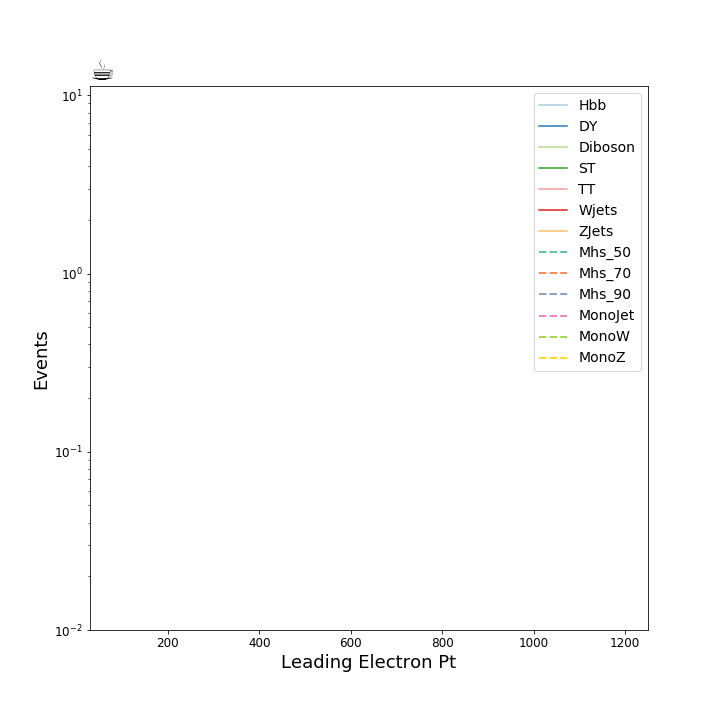 ☕
10¹
10⁰
10⁻¹
10⁻²
Events
200 400 600 800 1000 1200
Leading Electron Pt
Hbb
DY
Diboson
ST
TT
Wjets
ZJets
Mhs_50
Mhs_70
Mhs_90
MonoJet
MonoW
MonoZ